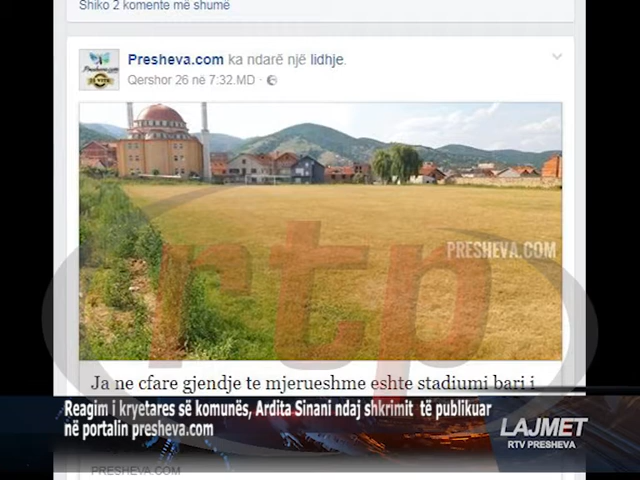 Shiko 2 komente më shumë
Presheva.com ka ndarë një lidhje.
Qershor 26 në 7:32.MD ·
PRESHEVA.COM
rtp
Ja ne cfare gjendje te mjerueshme eshte stadiumi bari i
Reagim i kryetares së komunës, Ardita Sinani ndaj shkrimit të publikuar
në portalin presheva.com
LAJMET
RTV PRESHEVA
PRESHEVA.COM